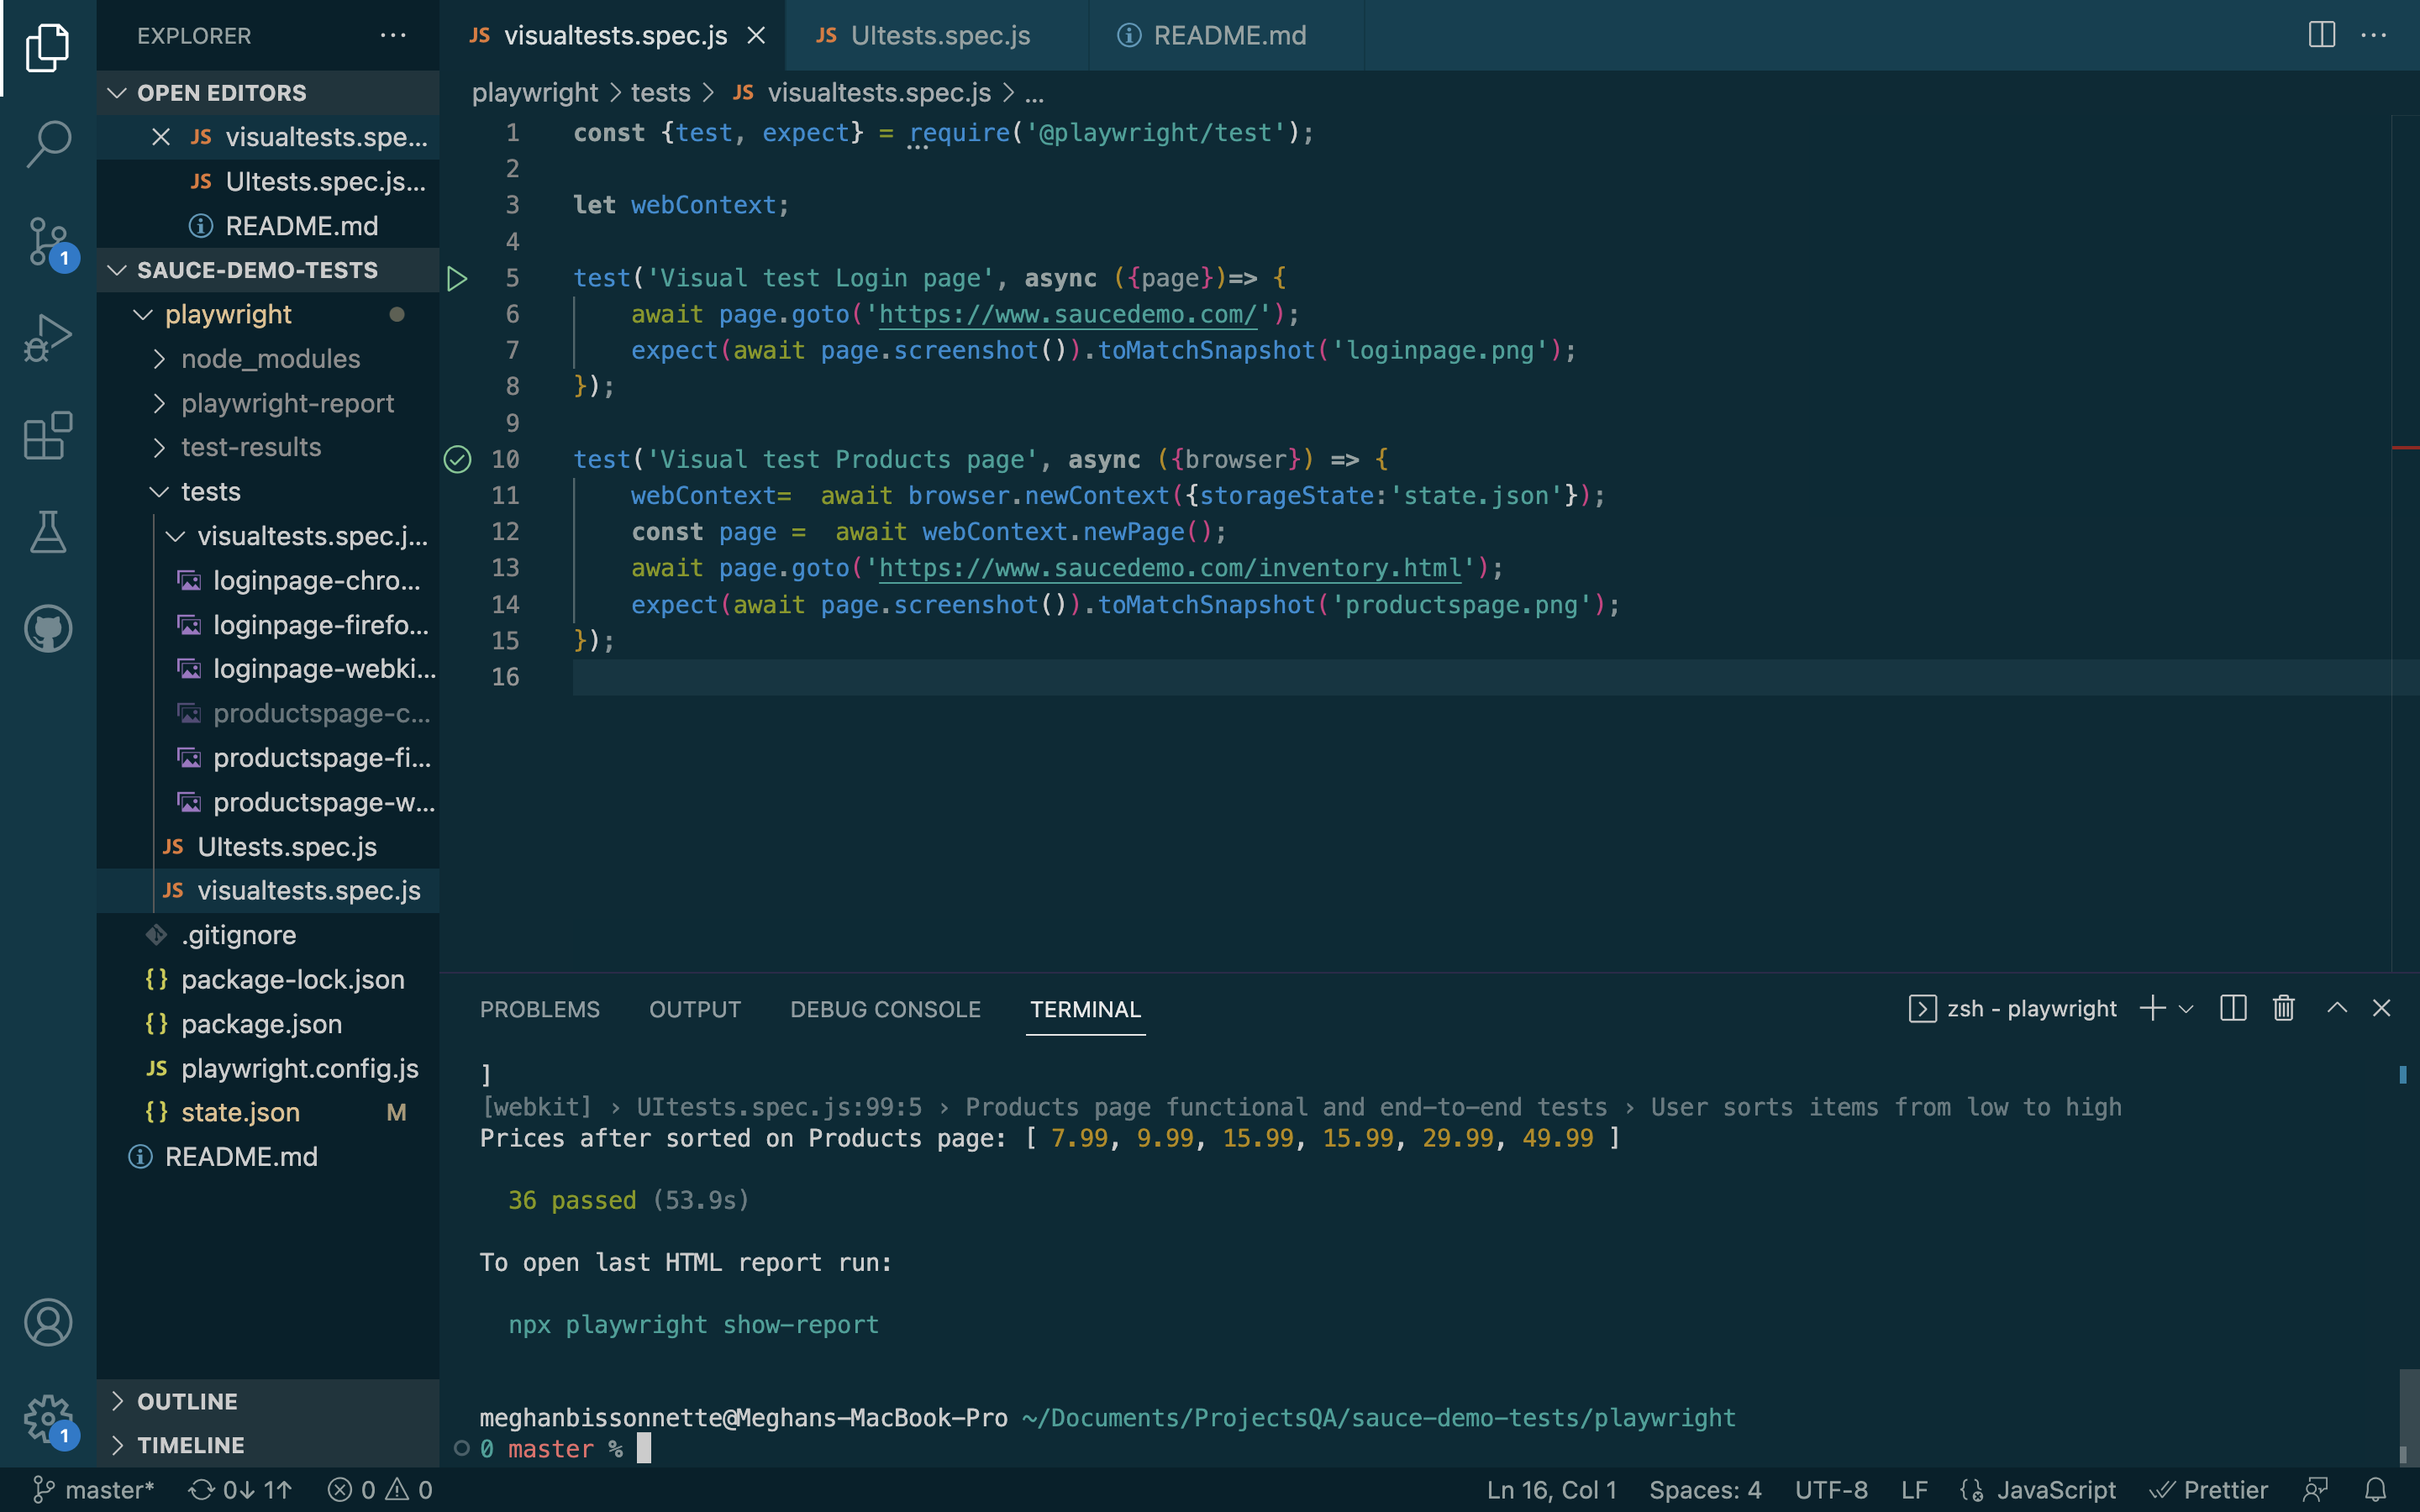 EXPLORER
OPEN EDITORS
JS visualtests.spe...
JS UItests.spec.js...
README.md
SAUCE-DEMO-TESTS
playwright
node_modules
playwright-report
test-results
tests
visualtests.spec.j...
loginpage-chro...
loginpage-firefo...
loginpage-webki...
productspage-c...
productspage-fi...
productspage-w...
JS UItests.spec.js
JS visualtests.spec.js
.gitignore
{} package-lock.json
{} package.json
JS playwright.config.js
{} state.json M
README.md
OUTLINE
TIMELINE
1
1
JS visualtests.spec.js
JS UItests.spec.js
README.md
playwright > tests > JS visualtests.spec.js > ...
1 const {test, expect} = require('@playwright/test');
2
3 let webContext;
4
5 test('Visual test Login page', async ({page})=> {
6 await page.goto('https://www.saucedemo.com/');
7 expect(await page.screenshot()).toMatchSnapshot('loginpage.png');
8 });
9
10 test('Visual test Products page', async ({browser}) => {
11 webContext=  await browser.newContext({storageState:'state.json'});
12 const page =  await webContext.newPage();
13 await page.goto('https://www.saucedemo.com/inventory.html');
14 expect(await page.screenshot()).toMatchSnapshot('productspage.png');
15 });
16
PROBLEMS OUTPUT DEBUG CONSOLE TERMINAL
zsh - playwright
]
[webkit] › UItests.spec.js:99:5 › Products page functional and end-to-end tests › User sorts items from low to high
Prices after sorted on Products page: [ 7.99, 9.99, 15.99, 15.99, 29.99, 49.99 ]
36 passed (53.9s)
To open last HTML report run:
npx playwright show-report
meghanbissonnette@Meghans-MacBook-Pro ~/Documents/ProjectsQA/sauce-demo-tests/playwright
0 master %
master* 0↓ 1↑ 0 0
Ln 16, Col 1 Spaces: 4 UTF-8 LF JavaScript Prettier